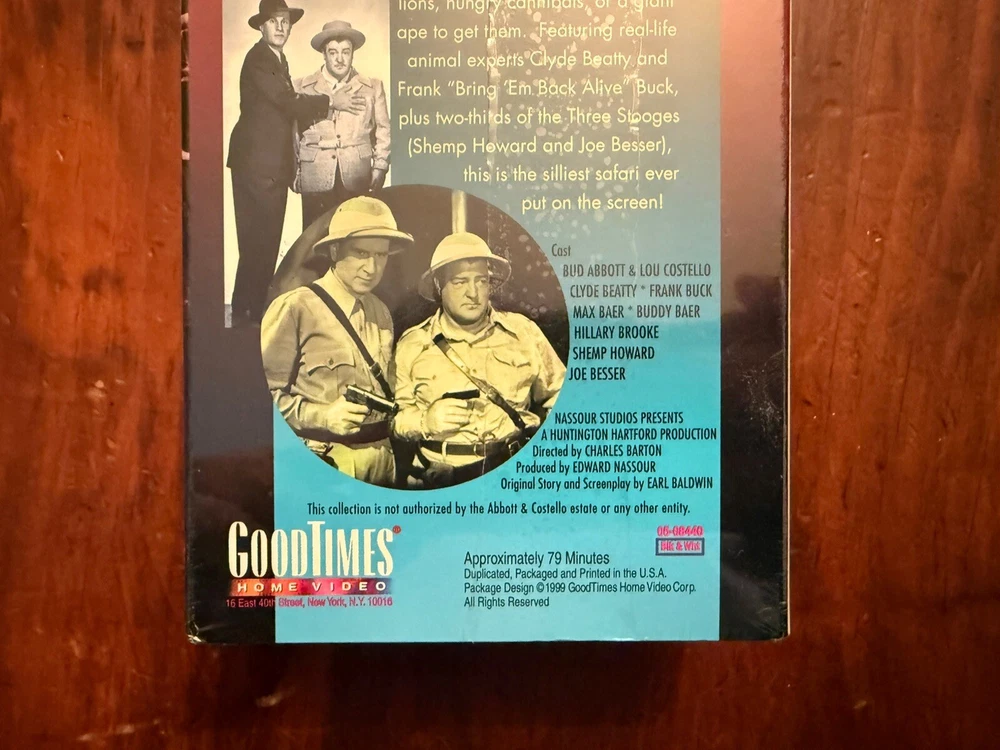 lions, hungry cannibals, or a giant
ape to get them. Featuring real-life
animal experts Clyde Beatty and
Frank "Bring 'Em Back Alive" Buck,
plus two-thirds of the Three Stooges
(Shemp Howard and Joe Besser),
this is the silliest safari ever
put on the screen!
Cast
BUD ABBOTT & LOU COSTELLO
CLYDE BEATTY * FRANK BUCK
MAX BAER * BUDDY BAER
HILLARY BROOKE
SHEMP HOWARD
JOE BESSER
NASSOUR STUDIOS PRESENTS
A HUNTINGTON HARTFORD PRODUCTION
Directed by CHARLES BARTON
Produced by EDWARD NASSOUR
Original Story and Screenplay by EARL BALDWIN
This collection is not authorized by the Abbott & Costello estate or any other entity.
GOODTIMES®
HOME VIDEO
16 East 40th Street, New York, N.Y. 10016
Approximately 79 Minutes
Duplicated, Packaged and Printed in the U.S.A.
Package Design ©1999 GoodTimes Home Video Corp.
All Rights Reserved
05-08440
Blk & Wht